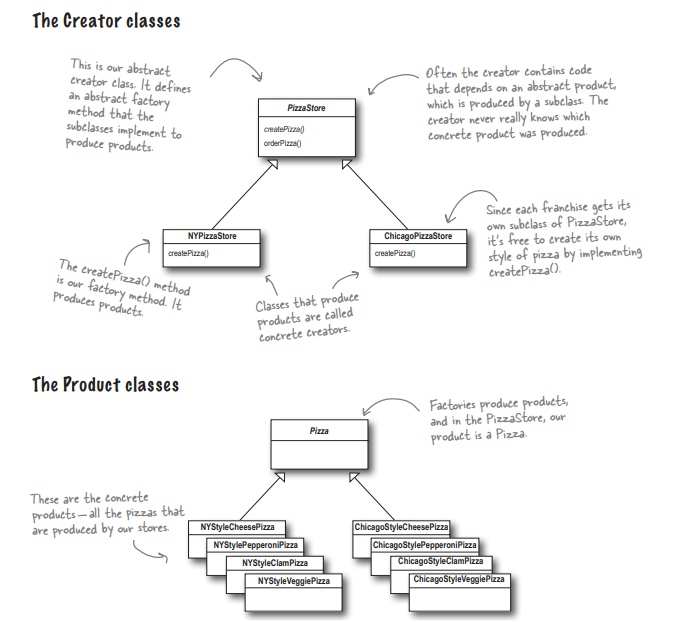 The Creator classes
This is our abstract
creator class. It defines
an abstract factory
method that the
subclasses implement to
produce products.
PizzaStore
createPizza()
orderPizza()
Often the creator contains code
that depends on an abstract product,
which is produced by a subclass. The
creator never really knows which
concrete product was produced.
NYPizzaStore
createPizza()
ChicagoPizzaStore
createPizza()
Since each franchise gets its
own subclass of PizzaStore,
it's free to create its own
style of pizza by implementing
createPizza().
The createPizza() method
is our factory method. It
produces products.
Classes that produce
products are called
concrete creators.
The Product classes
Pizza
Factories produce products,
and in the PizzaStore, our
product is a Pizza.
These are the concrete
products – all the pizzas that
are produced by our stores.
NYStyleCheesePizza
NYStylePepperoniPizza
NYStyleClamPizza
NYStyleVeggiePizza
ChicagoStyleCheesePizza
ChicagoStylePepperoniPizza
ChicagoStyleClamPizza
ChicagoStyleVeggiePizza